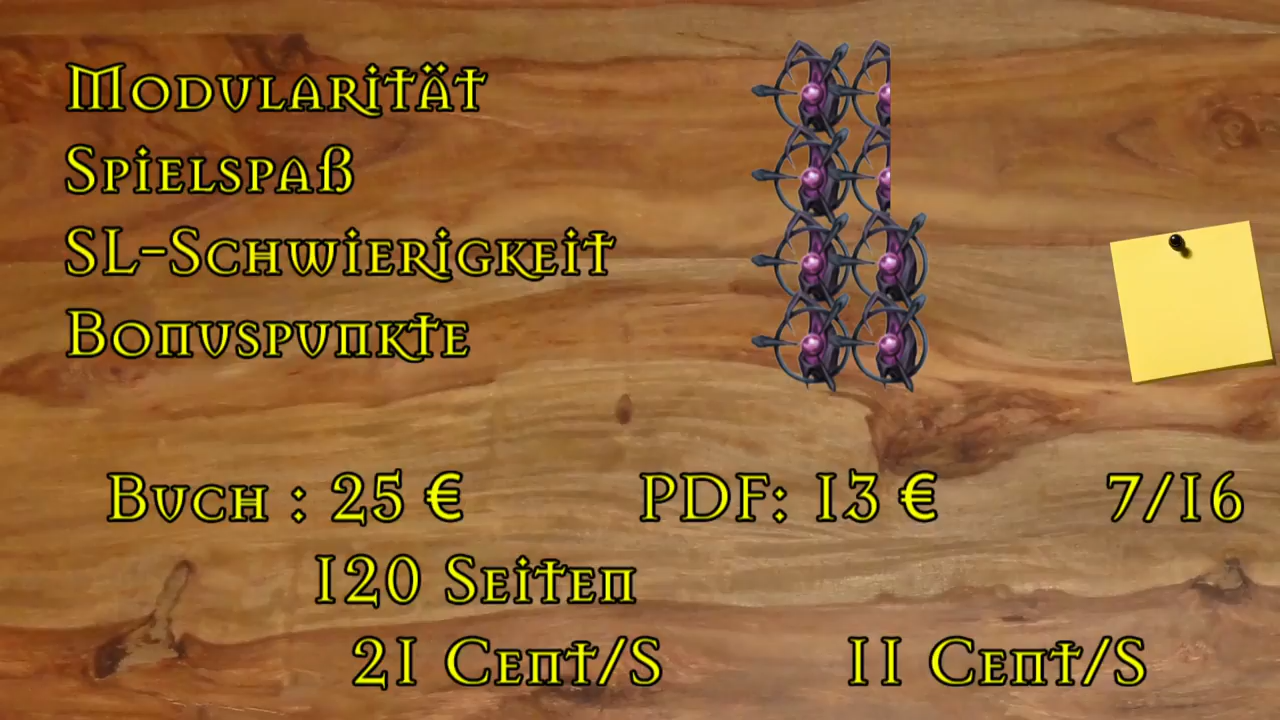 Modularität
Spielspaß
SL-Schwierigkeit
Bonuspunkte
Buch : 25 € PDF: 13 € 7/16
120 Seiten
21 Cent/S 11 Cent/S